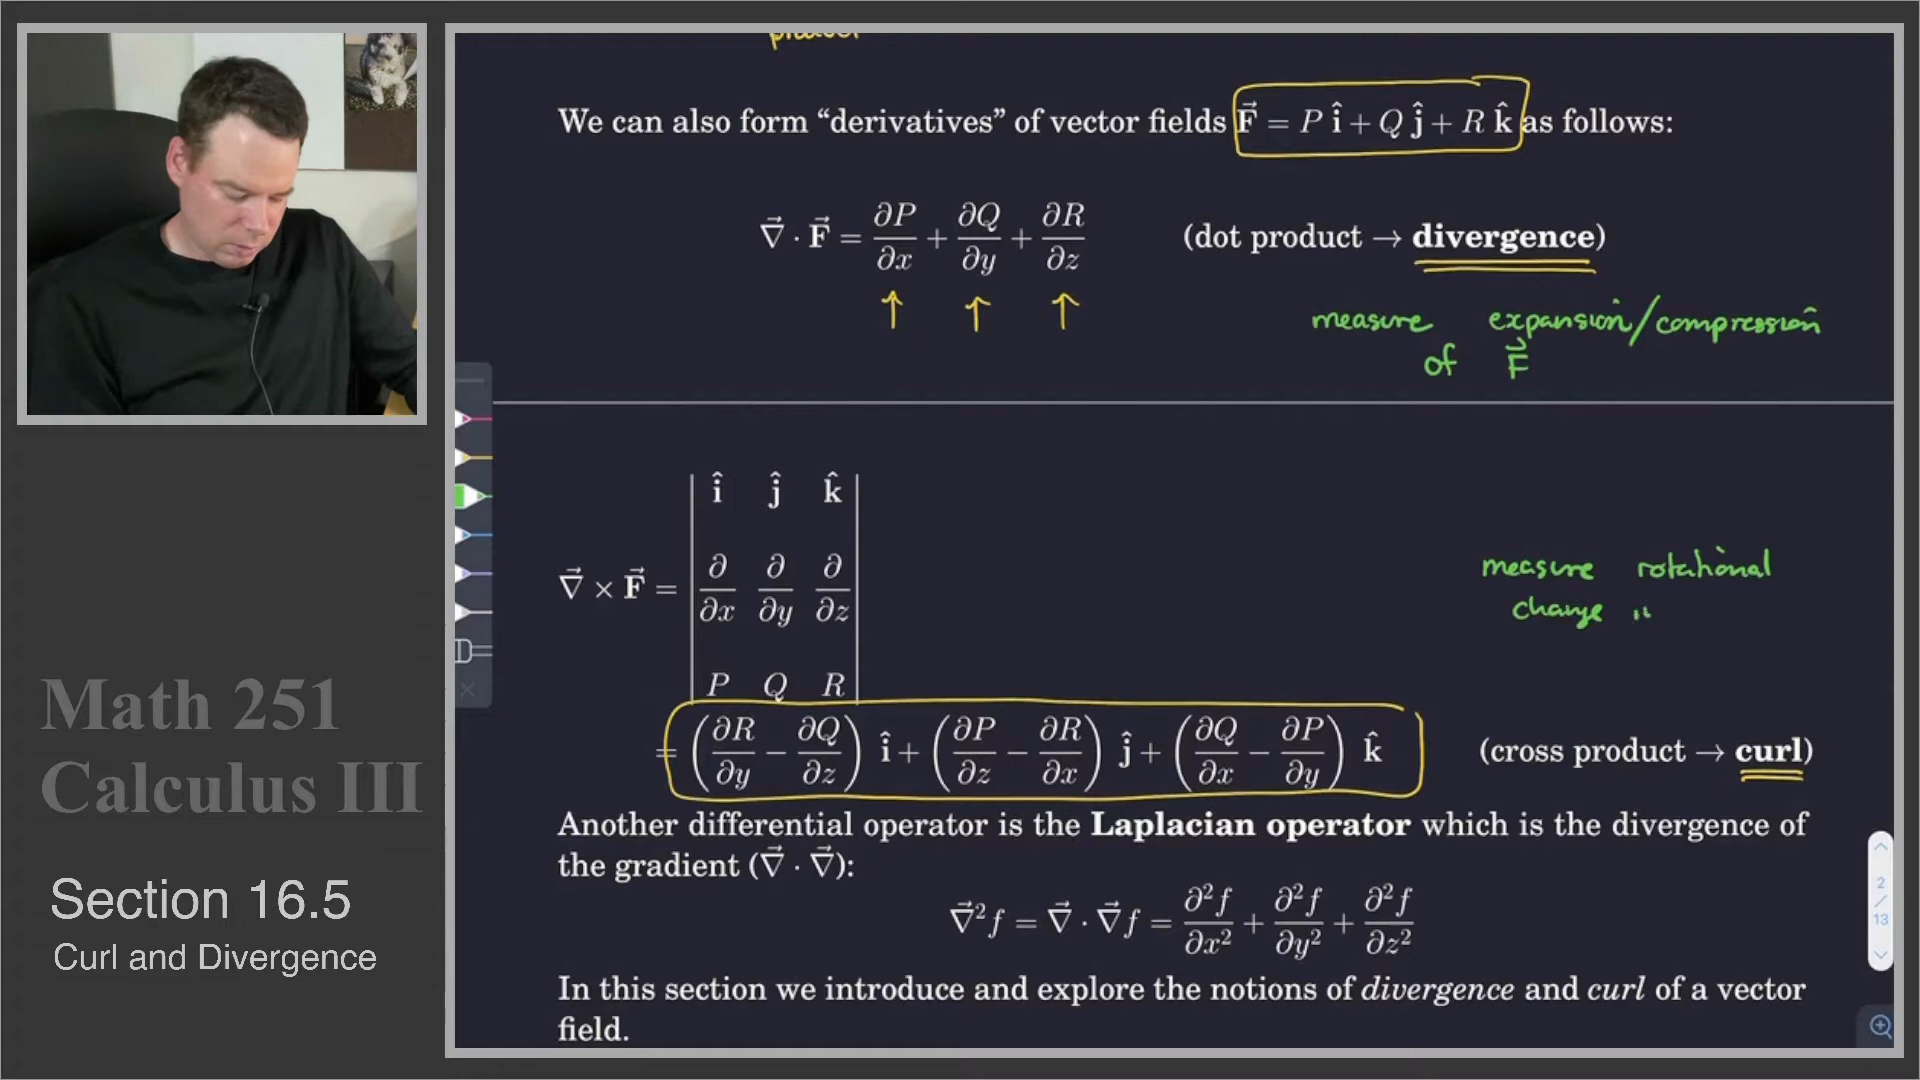 We can also form “derivatives” of vector fields F⃗ = P î + Q ĵ + R k̂ as follows:
∇⃗ · F⃗ = ∂P/∂x + ∂Q/∂y + ∂R/∂z (dot product → divergence)
measure expansion/compression
of F⃗
î ĵ k̂
∇⃗ × F⃗ = ∂/∂x ∂/∂y ∂/∂z
P Q R
measure rotational
change
= (∂R/∂y − ∂Q/∂z) î + (∂P/∂z − ∂R/∂x) ĵ + (∂Q/∂x − ∂P/∂y) k̂ (cross product → curl)
Another differential operator is the Laplacian operator which is the divergence of
the gradient (∇⃗ · ∇⃗):
∇⃗²f = ∇⃗ · ∇⃗f = ∂²f/∂x² + ∂²f/∂y² + ∂²f/∂z²
In this section we introduce and explore the notions of divergence and curl of a vector
field.
2
/
13
Math 251
Calculus III
Section 16.5
Curl and Divergence